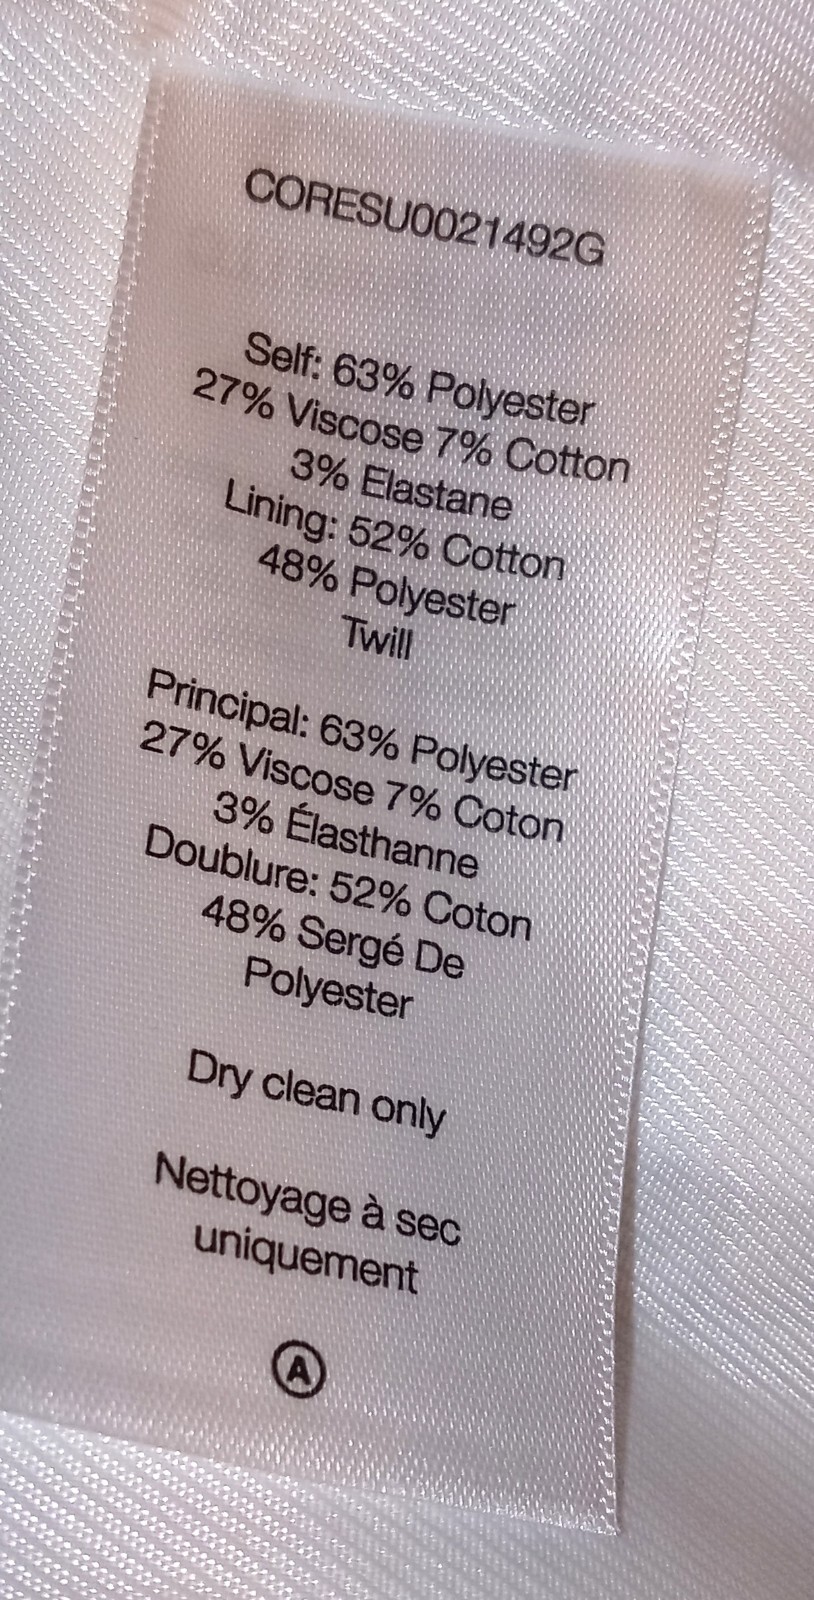 CORESU0021492G
Self: 63% Polyester
27% Viscose 7% Cotton
3% Elastane
Lining: 52% Cotton
48% Polyester
Twill
Principal: 63% Polyester
27% Viscose 7% Coton
3% Élasthanne
Doublure: 52% Coton
48% Sergé De
Polyester
Dry clean only
Nettoyage à sec
uniquement
A